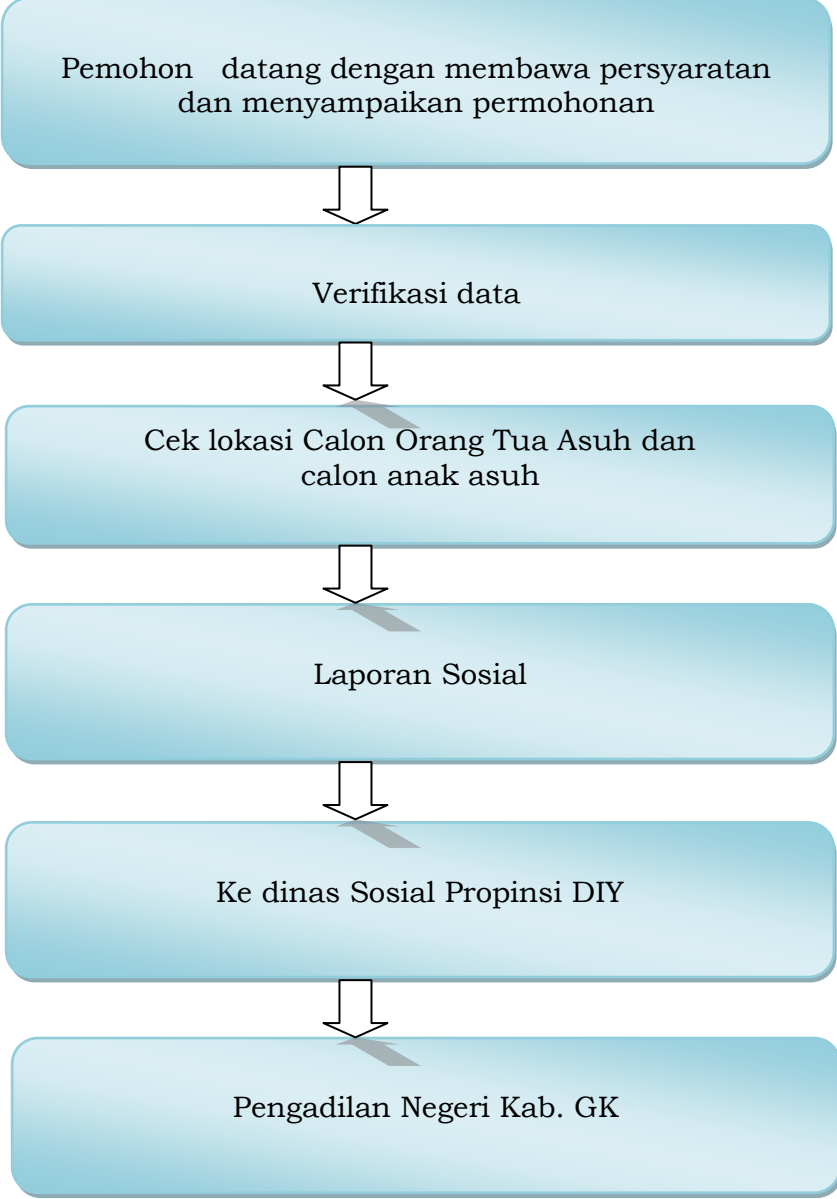 Pemohon datang dengan membawa persyaratan
dan menyampaikan permohonan
Verifikasi data
Cek lokasi Calon Orang Tua Asuh dan
calon anak asuh
Laporan Sosial
Ke dinas Sosial Propinsi DIY
Pengadilan Negeri Kab. GK